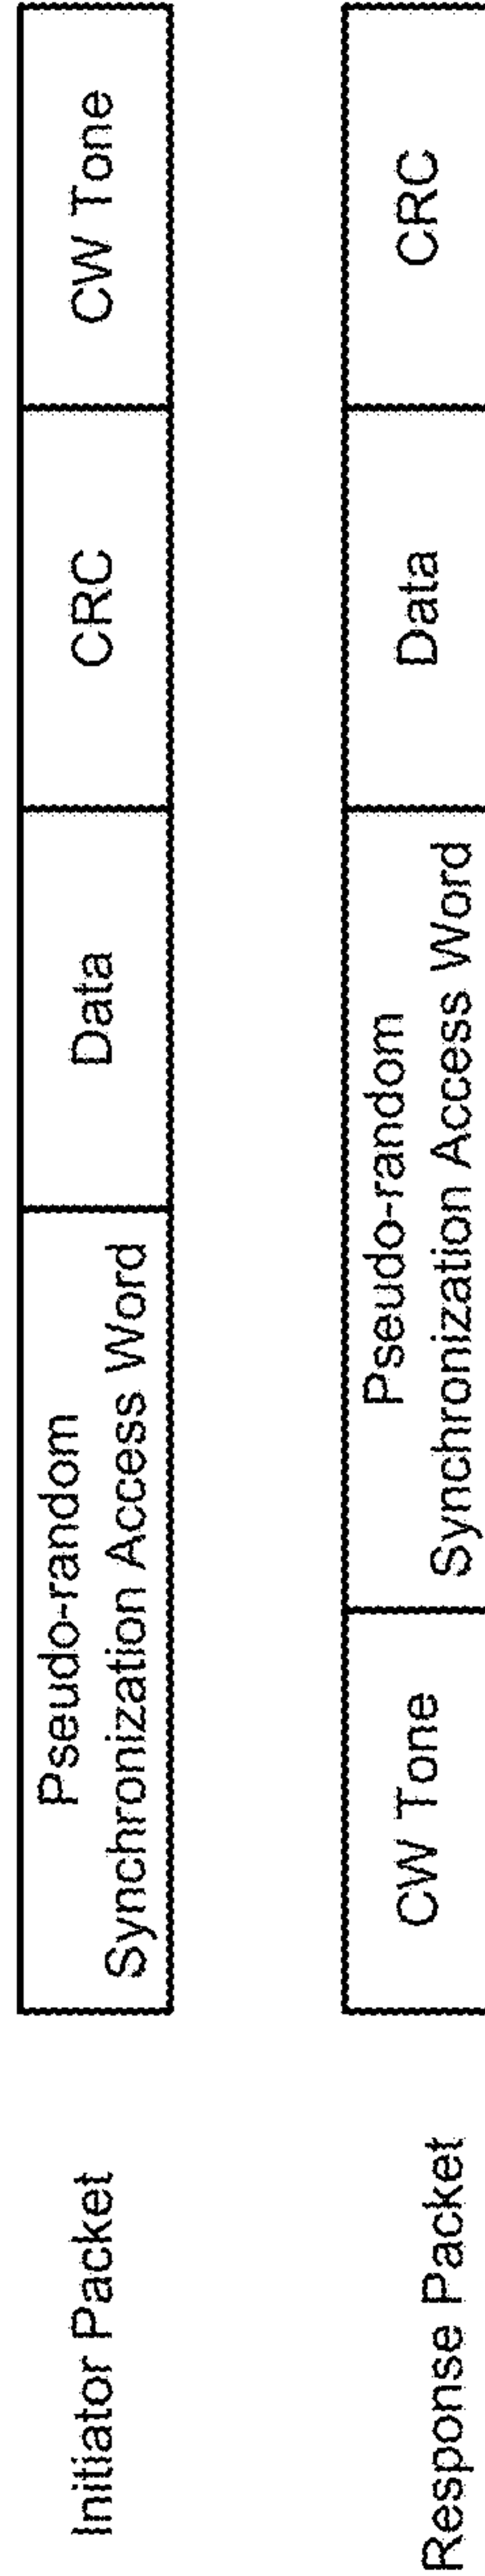 Initiator Packet
Pseudo-random
Synchronization Access Word
Data
CRC
CW Tone
Response Packet
CW Tone
Pseudo-random
Synchronization Access Word
Data
CRC